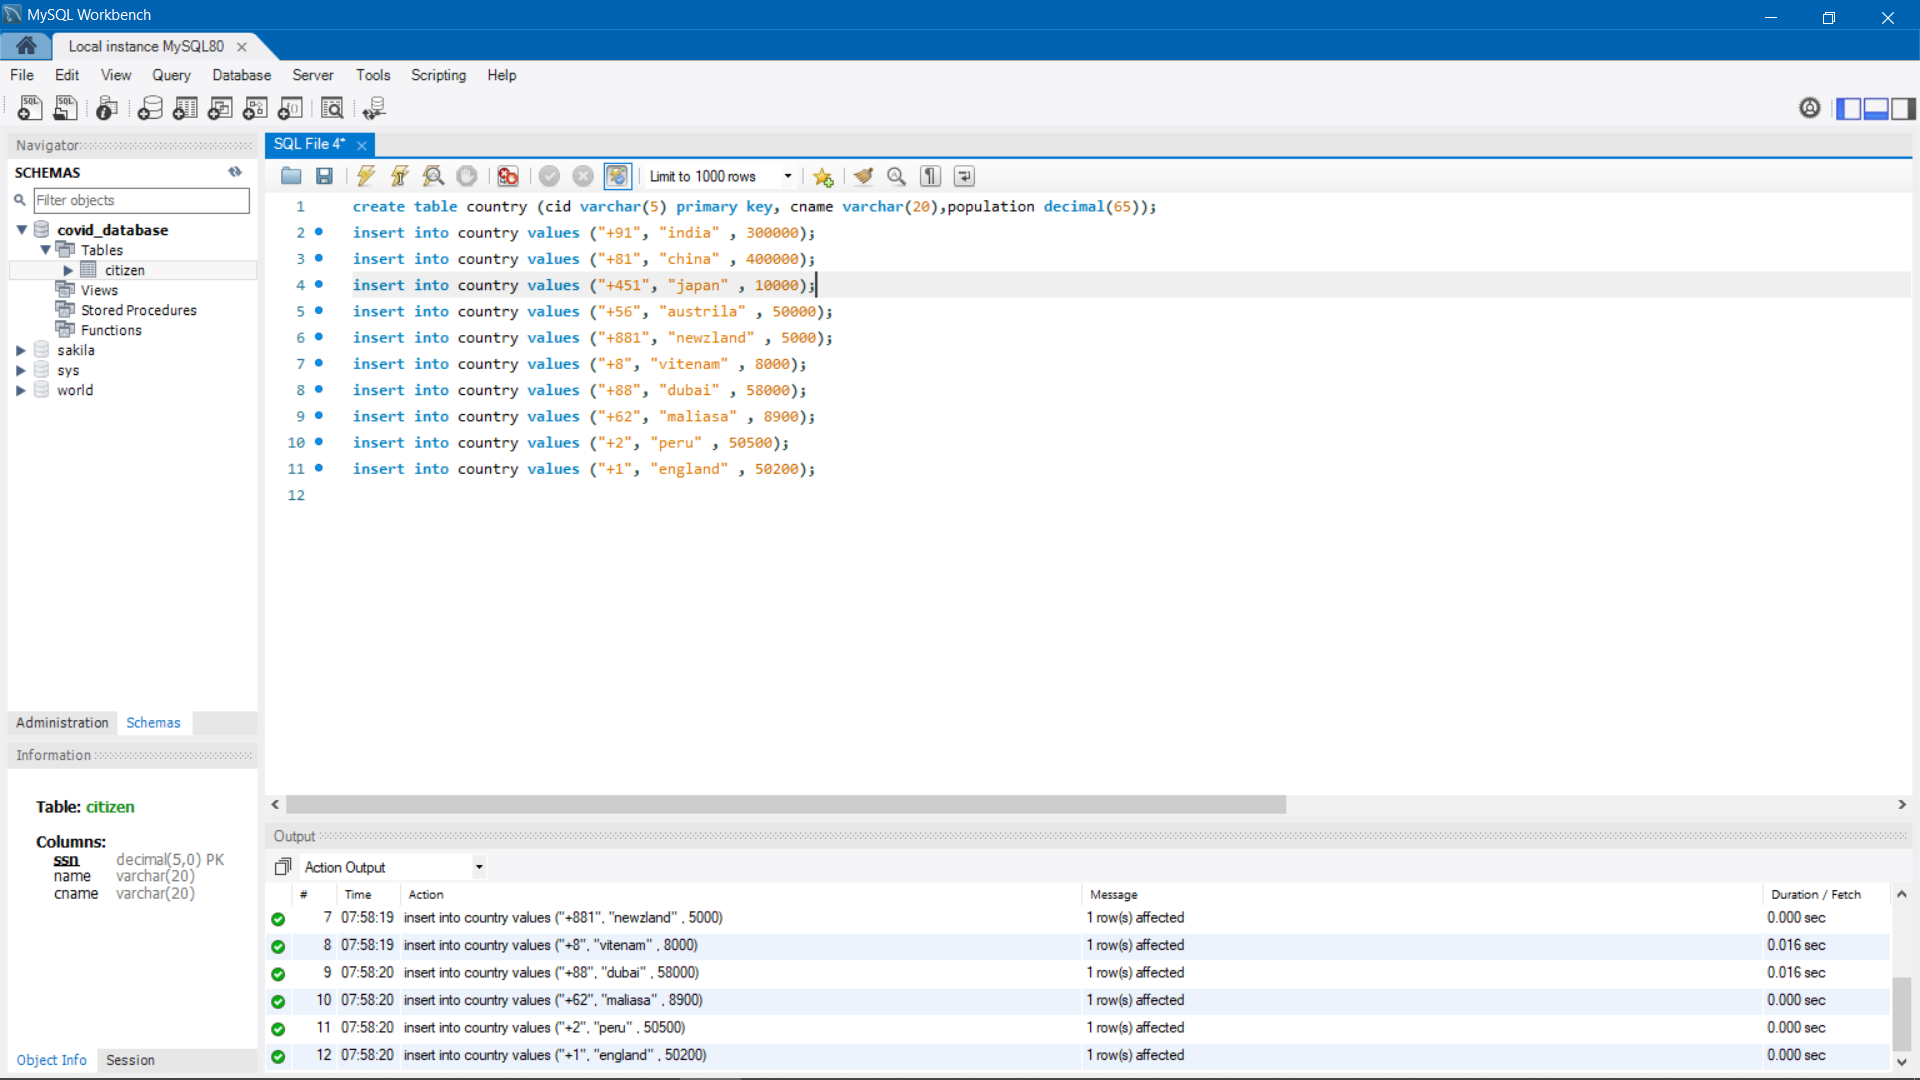 MySQL Workbench
Local instance MySQL80
File Edit View Query Database Server Tools Scripting Help
Navigator
SCHEMAS
Filter objects
covid_database
Tables
citizen
Views
Stored Procedures
Functions
sakila
sys
world
Administration Schemas
Information
Table: citizen
Columns:
ssn decimal(5,0) PK
name varchar(20)
cname varchar(20)
Object Info Session
SQL File 4*
Limit to 1000 rows
1 create table country (cid varchar(5) primary key, cname varchar(20),population decimal(65));
2 insert into country values ("+91", "india" , 300000);
3 insert into country values ("+81", "china" , 400000);
4 insert into country values ("+451", "japan" , 10000);
5 insert into country values ("+56", "austrila" , 50000);
6 insert into country values ("+881", "newzland" , 5000);
7 insert into country values ("+8", "vitenam" , 8000);
8 insert into country values ("+88", "dubai" , 58000);
9 insert into country values ("+62", "maliasa" , 8900);
10 insert into country values ("+2", "peru" , 50500);
11 insert into country values ("+1", "england" , 50200);
12
Output
Action Output
# Time Action Message Duration / Fetch
7 07:58:19 insert into country values ("+881", "newzland" , 5000) 1 row(s) affected 0.000 sec
8 07:58:19 insert into country values ("+8", "vitenam" , 8000) 1 row(s) affected 0.016 sec
9 07:58:20 insert into country values ("+88", "dubai" , 58000) 1 row(s) affected 0.016 sec
10 07:58:20 insert into country values ("+62", "maliasa" , 8900) 1 row(s) affected 0.000 sec
11 07:58:20 insert into country values ("+2", "peru" , 50500) 1 row(s) affected 0.000 sec
12 07:58:20 insert into country values ("+1", "england" , 50200) 1 row(s) affected 0.000 sec